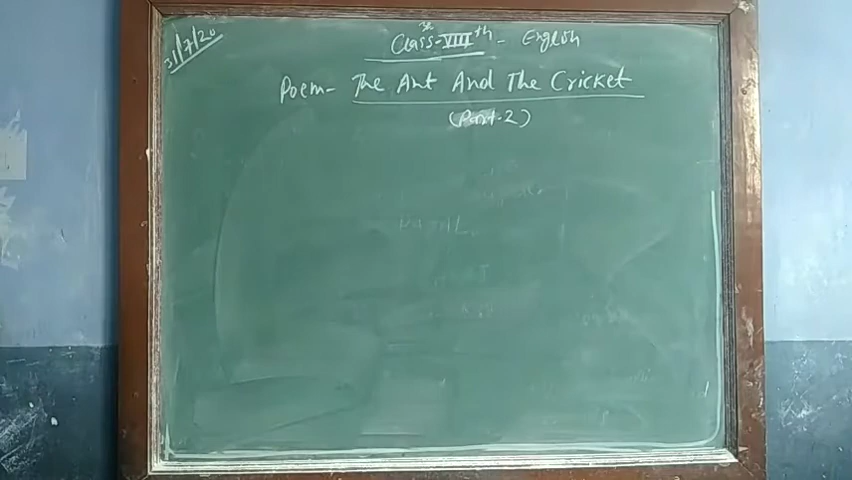 31/7/20
Class-VIIIth - English
Poem- The Ant And The Cricket
(Part-2)